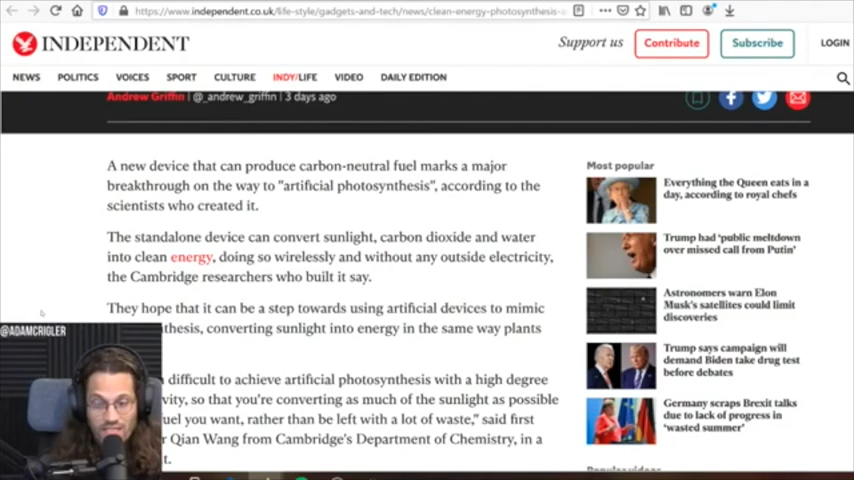 https://www.independent.co.uk/life-style/gadgets-and-tech/news/clean-energy-photosynthesis-a
INDEPENDENT
Support us
Contribute
Subscribe
LOGIN
NEWS
POLITICS
VOICES
SPORT
CULTURE
INDY/LIFE
VIDEO
DAILY EDITION
Andrew Griffin | @_andrew_griffin | 3 days ago
A new device that can produce carbon-neutral fuel marks a major
breakthrough on the way to "artificial photosynthesis", according to the
scientists who created it.
The standalone device can convert sunlight, carbon dioxide and water
into clean energy, doing so wirelessly and without any outside electricity,
the Cambridge researchers who built it say.
They hope that it can be a step towards using artificial devices to mimic
thesis, converting sunlight into energy in the same way plants
difficult to achieve artificial photosynthesis with a high degree
vity, so that you're converting as much of the sunlight as possible
fuel you want, rather than be left with a lot of waste," said first
r Qian Wang from Cambridge's Department of Chemistry, in a
t.
@ADAMCRIGLER
Most popular
Everything the Queen eats in a
day, according to royal chefs
Trump had 'public meltdown
over missed call from Putin'
Astronomers warn Elon
Musk's satellites could limit
discoveries
Trump says campaign will
demand Biden take drug test
before debates
Germany scraps Brexit talks
due to lack of progress in
'wasted summer'
Popular videos